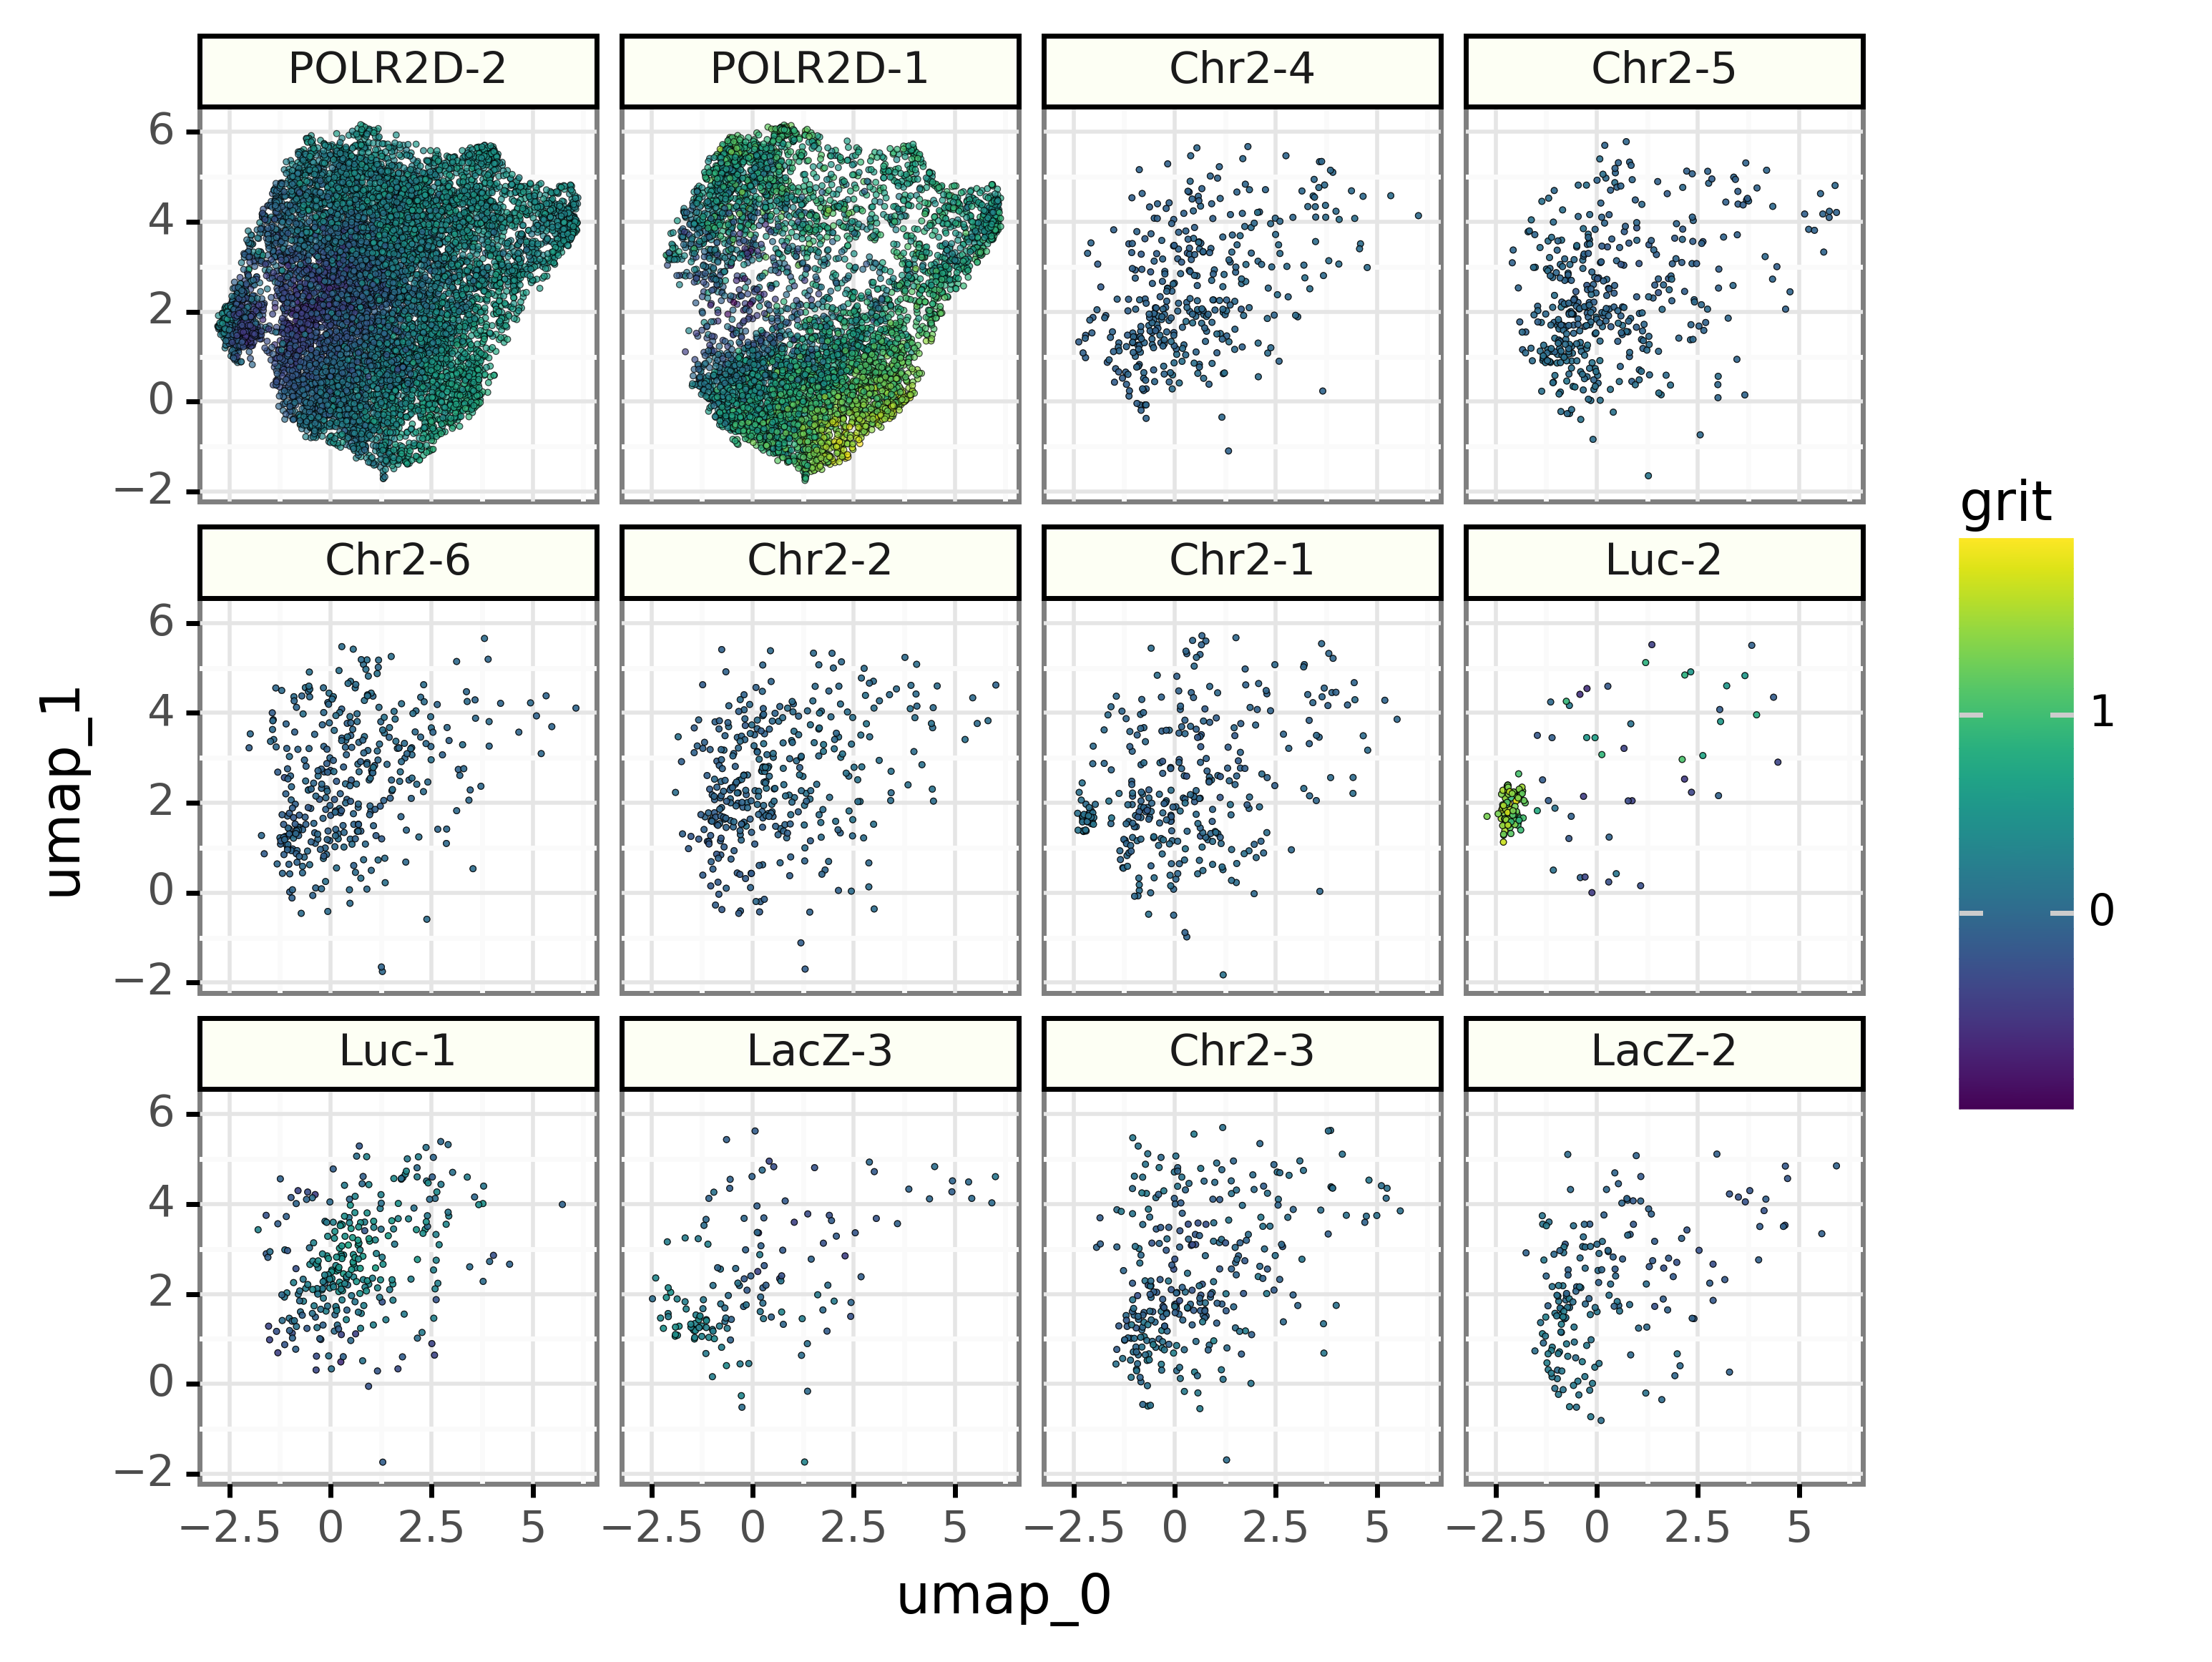 POLR2D-2 POLR2D-1 Chr2-4 Chr2-5
6
4
2
0
−2
grit
1
0
Chr2-6 Chr2-2 Chr2-1 Luc-2
6
4
2
0
−2
umap_1
Luc-1 LacZ-3 Chr2-3 LacZ-2
6
4
2
0
−2
−2.5 0 2.5 5 −2.5 0 2.5 5 −2.5 0 2.5 5 −2.5 0 2.5 5
umap_0